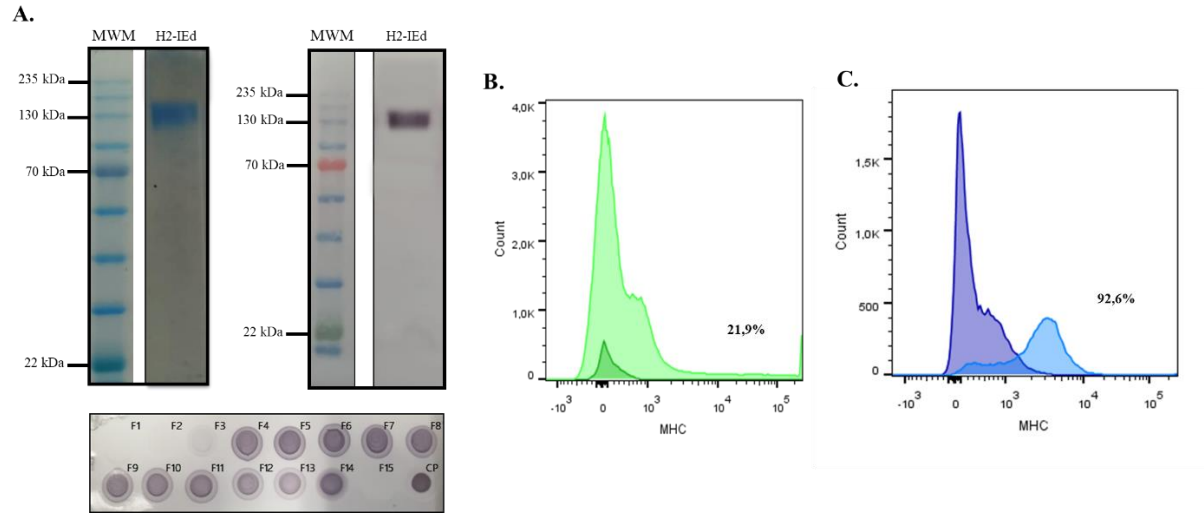 A.
MWM H2-IEd
235 kDa
130 kDa
70 kDa
22 kDa
MWM H2-IEd
235 kDa
130 kDa
70 kDa
22 kDa
F1 F2 F3 F4 F5 F6 F7 F8
F9 F10 F11 F12 F13 F14 F15 CP
B.
4,0K
3,0K
2,0K
1,0K
0
Count
21,9%
-10³ 0 10³ 10⁴ 10⁵
MHC
C.
1,5K
1,0K
500
0
Count
92,6%
-10³ 0 10³ 10⁴ 10⁵
MHC